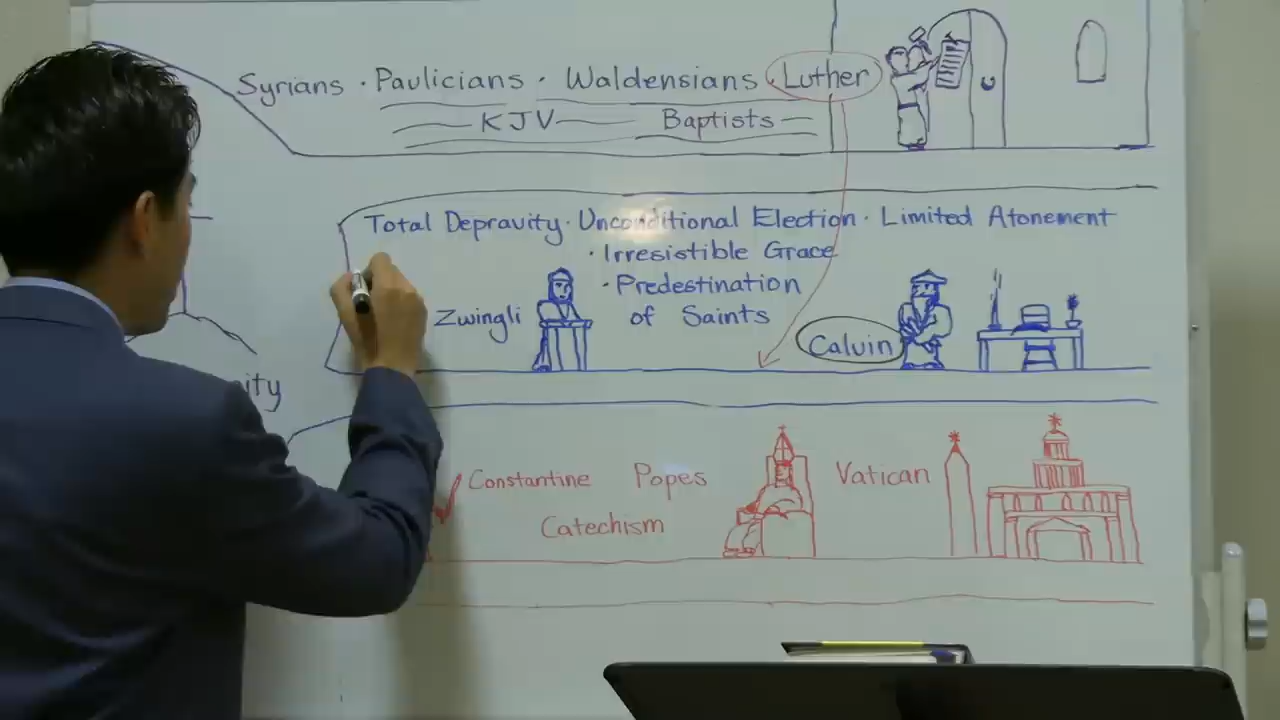 Syrians · Paulicians · Waldensians Luther
KJV Baptists
Total Depravity · Unconditional Election · Limited Atonement
· Irresistible Grace
· Predestination
of Saints
Zwingli
Calvin
ity
Constantine Popes Vatican
Catechism